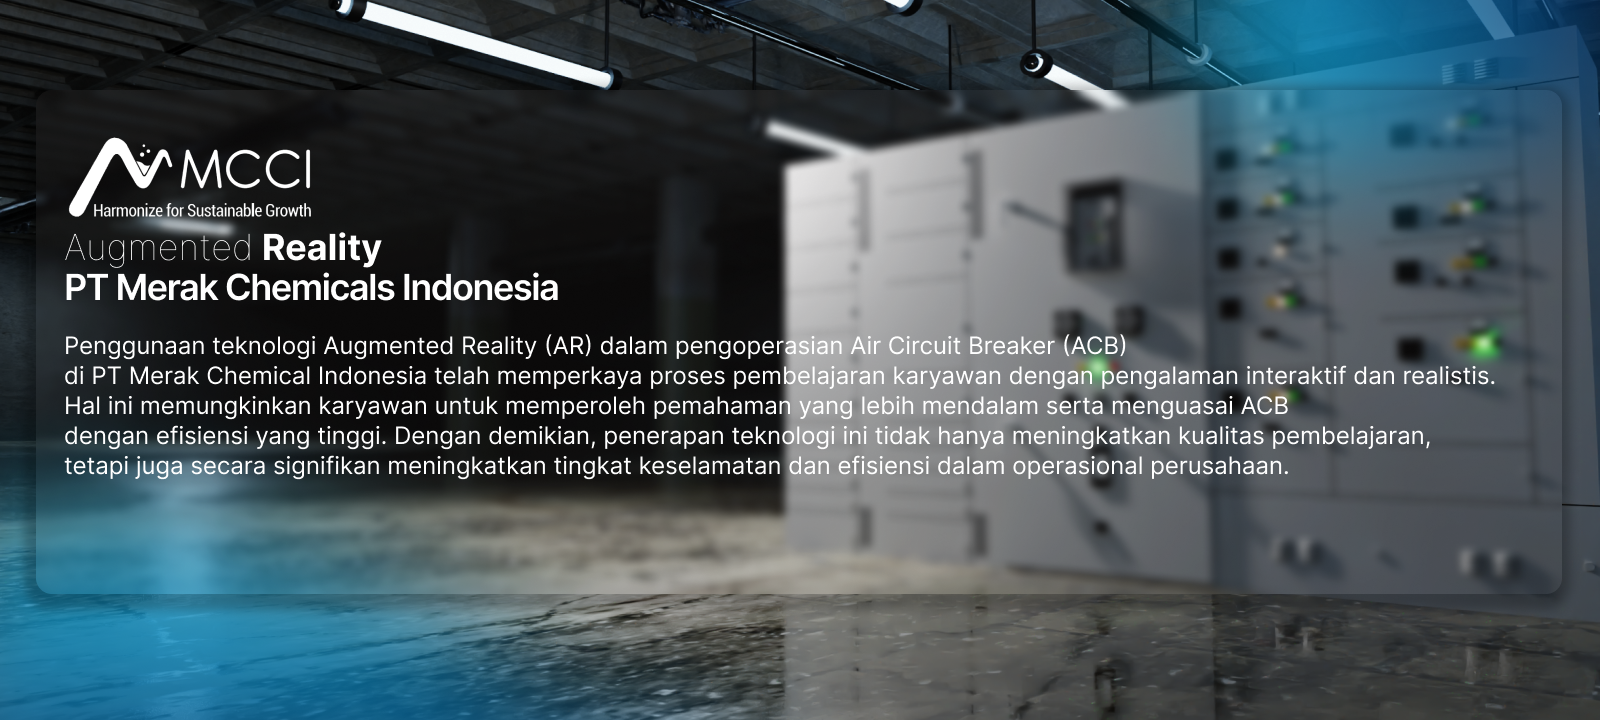 MCCI
Harmonize for Sustainable Growth
Augmented Reality
PT Merak Chemicals Indonesia
Penggunaan teknologi Augmented Reality (AR) dalam pengoperasian Air Circuit Breaker (ACB)
di PT Merak Chemical Indonesia telah memperkaya proses pembelajaran karyawan dengan pengalaman interaktif dan realistis.
Hal ini memungkinkan karyawan untuk memperoleh pemahaman yang lebih mendalam serta menguasai ACB
dengan efisiensi yang tinggi. Dengan demikian, penerapan teknologi ini tidak hanya meningkatkan kualitas pembelajaran,
tetapi juga secara signifikan meningkatkan tingkat keselamatan dan efisiensi dalam operasional perusahaan.